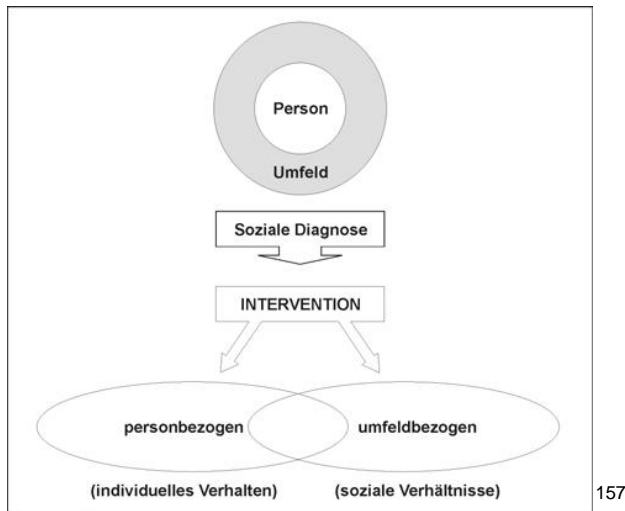 Person
Umfeld
Soziale Diagnose
INTERVENTION
personbezogen umfeldbezogen
(individuelles Verhalten) (soziale Verhältnisse) 157